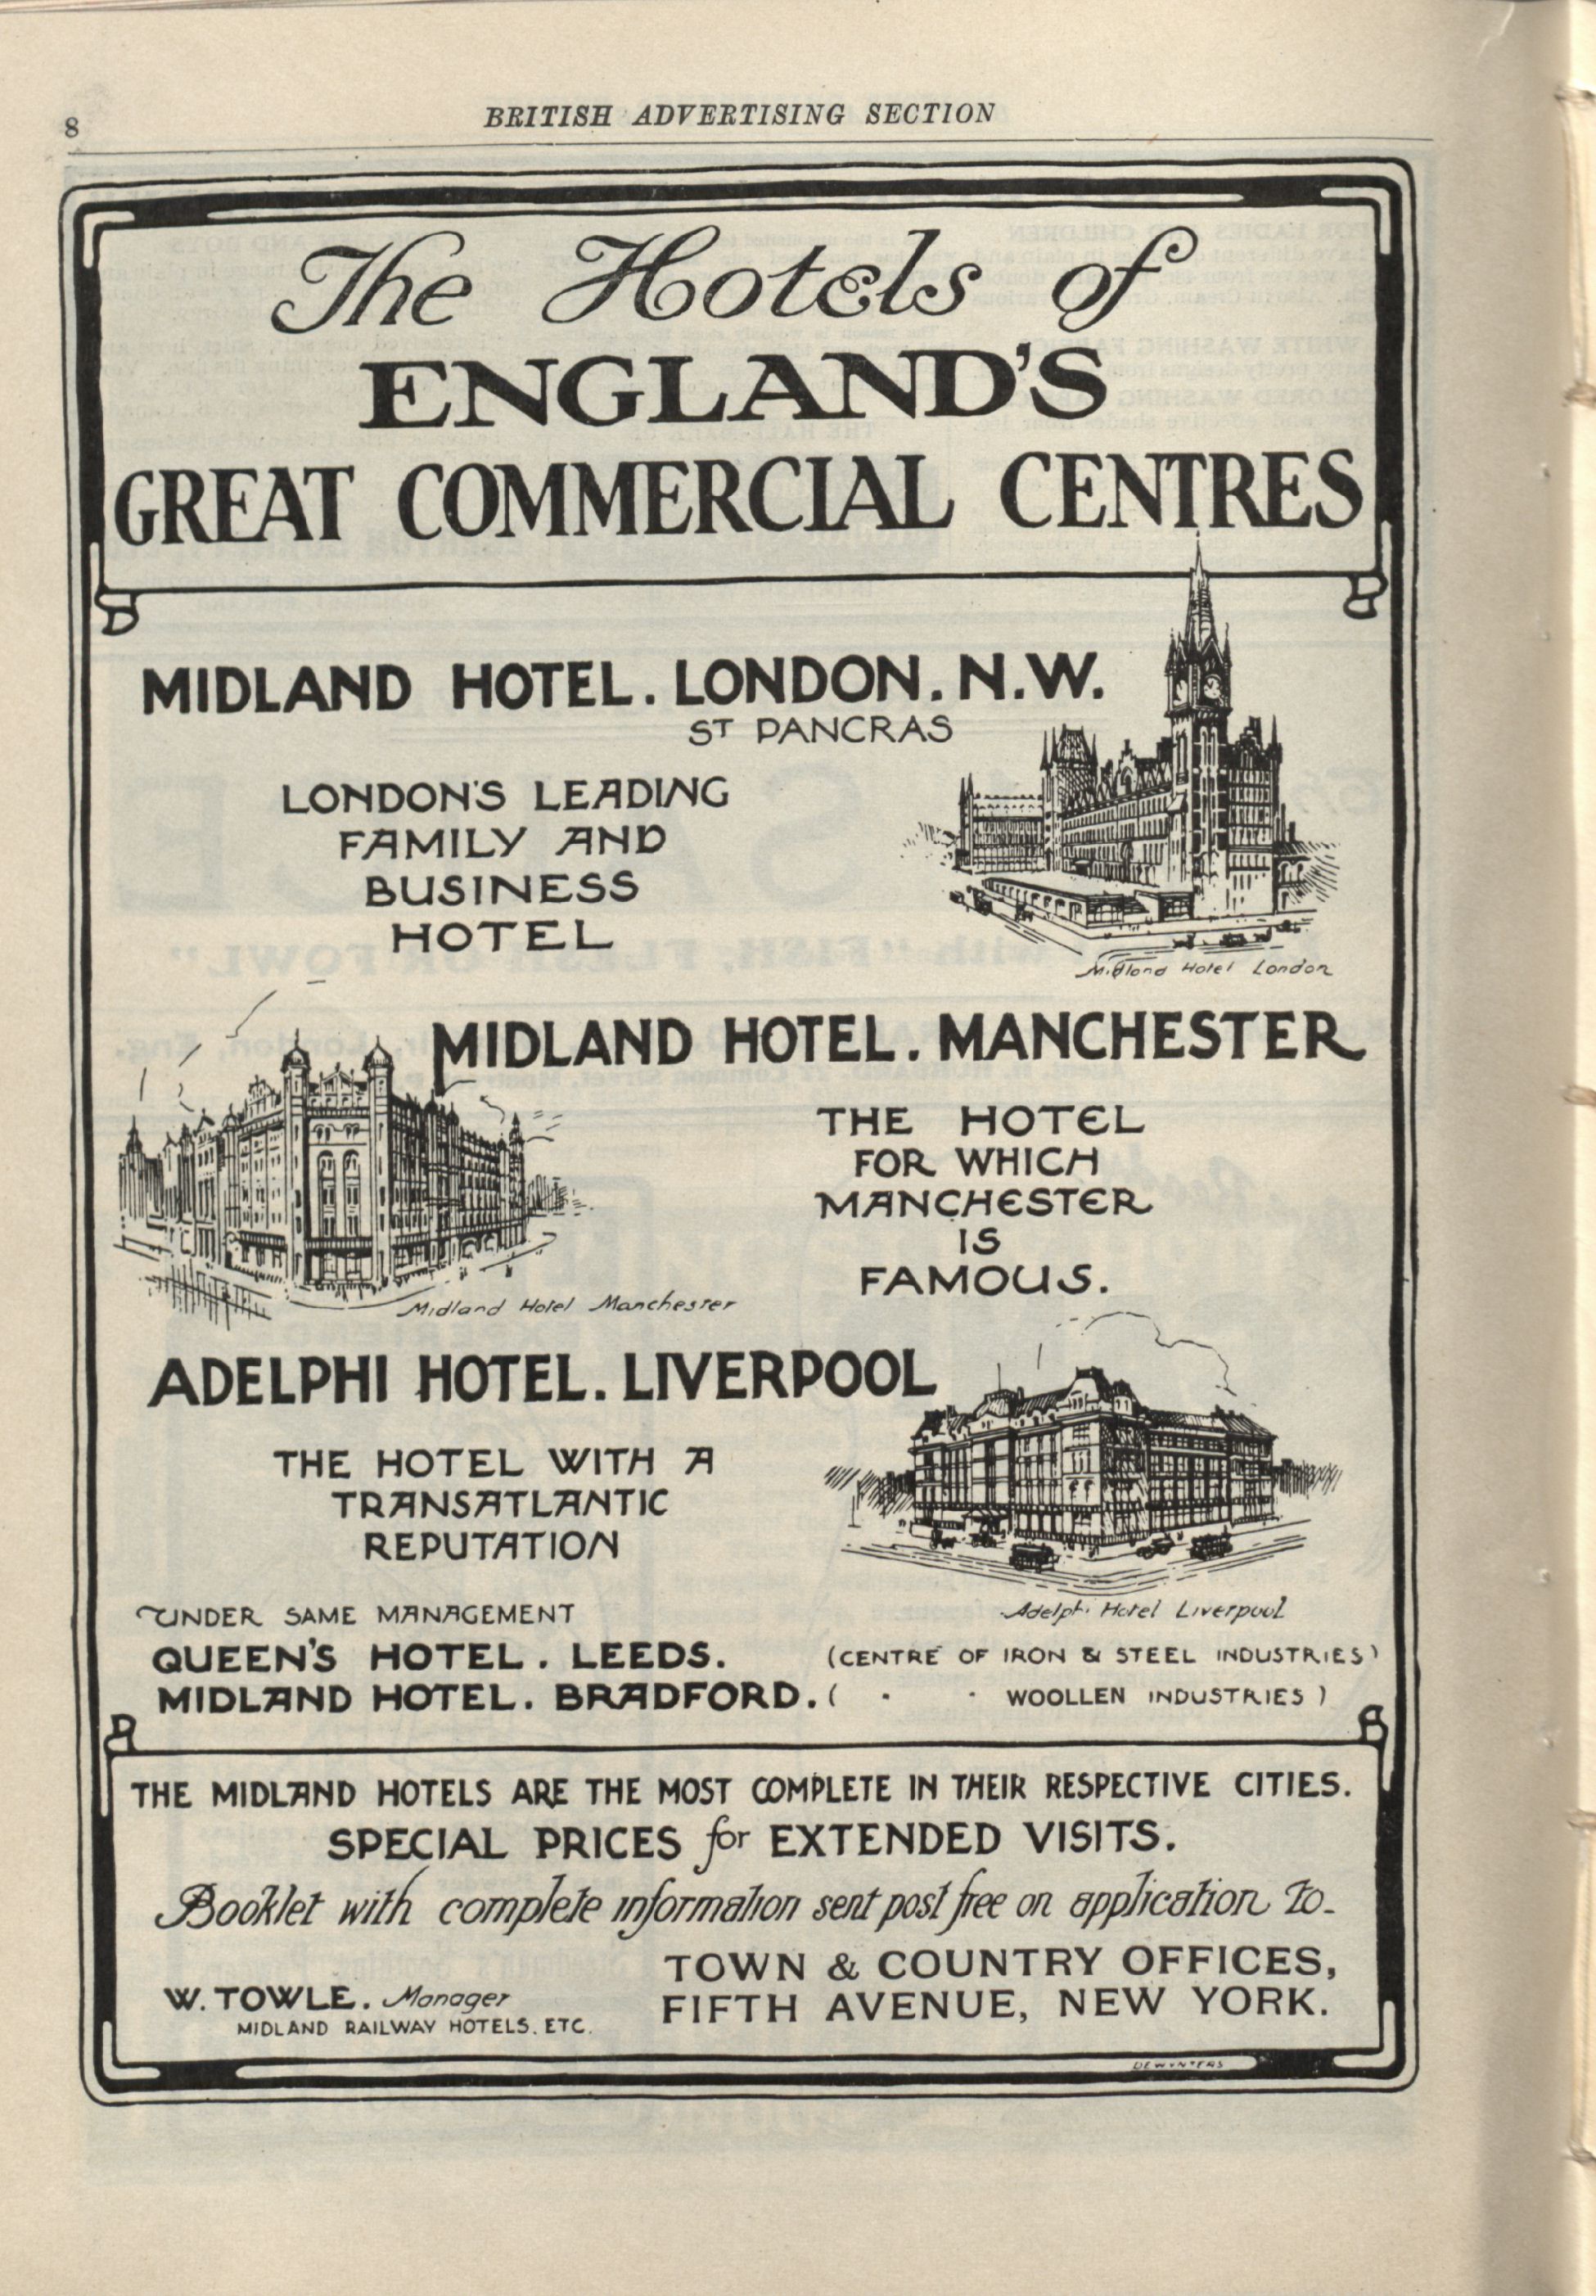 8
BRITISH ADVERTISING SECTION
The Hotels of
ENGLAND'S
GREAT COMMERCIAL CENTRES
MIDLAND HOTEL. LONDON. N.W.
ST PANCRAS
LONDON'S LEADING
FAMILY AND
BUSINESS
HOTEL
Midland Hotel London
MIDLAND HOTEL. MANCHESTER
THE HOTEL
FOR WHICH
MANCHESTER
IS
FAMOUS.
Midland Hotel Manchester
ADELPHI HOTEL. LIVERPOOL
THE HOTEL WITH A
TRANSATLANTIC
REPUTATION
Adelphi Hotel Liverpool
UNDER SAME MANAGEMENT
QUEEN'S HOTEL. LEEDS. (CENTRE OF IRON & STEEL INDUSTRIES)
MIDLAND HOTEL. BRADFORD. ( " " WOOLLEN INDUSTRIES )
THE MIDLAND HOTELS ARE THE MOST COMPLETE IN THEIR RESPECTIVE CITIES.
SPECIAL PRICES for EXTENDED VISITS.
Booklet with complete information sent post free on application to-
TOWN & COUNTRY OFFICES,
FIFTH AVENUE, NEW YORK.
W. TOWLE. Manager
MIDLAND RAILWAY HOTELS. ETC.
DEWYNTERS